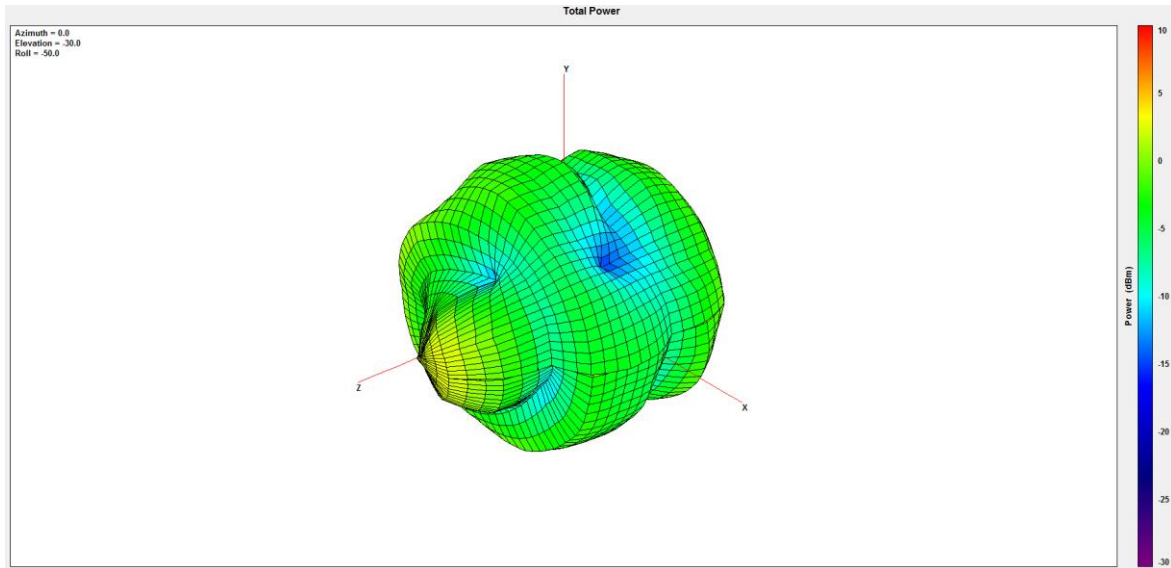 Total Power
Azimuth = 0.0
Elevation = -30.0
Roll = -50.0
Y
Z
X
10
5
0
-5
-10
-15
-20
-25
-30
Power (dBm)